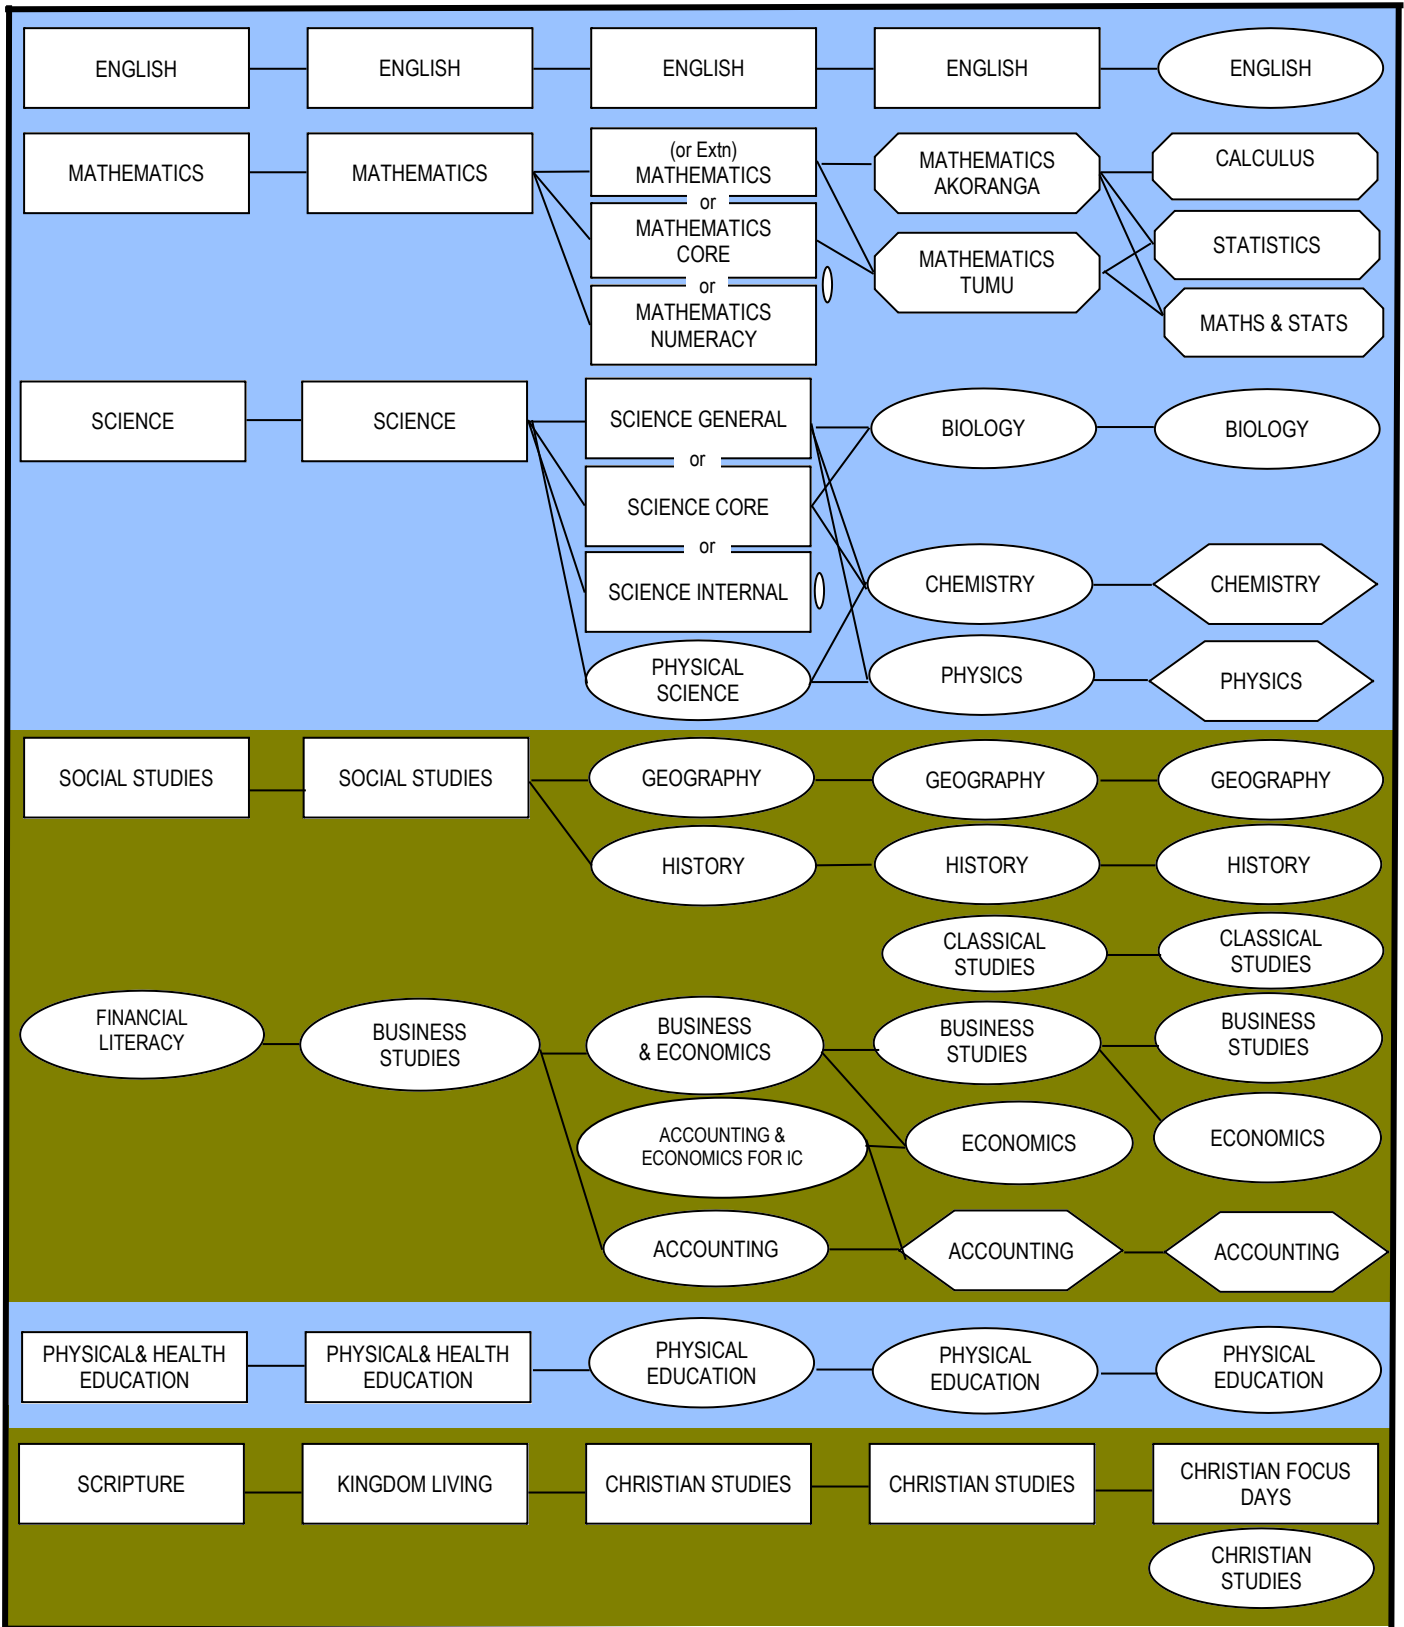 ENGLISH
ENGLISH
ENGLISH
ENGLISH
ENGLISH
MATHEMATICS
MATHEMATICS
(or Extn)
MATHEMATICS
or
MATHEMATICS
CORE
or
MATHEMATICS
NUMERACY
MATHEMATICS
AKORANGA
MATHEMATICS
TUMU
CALCULUS
STATISTICS
MATHS & STATS
SCIENCE
SCIENCE
SCIENCE GENERAL
or
SCIENCE CORE
or
SCIENCE INTERNAL
PHYSICAL
SCIENCE
BIOLOGY
BIOLOGY
CHEMISTRY
CHEMISTRY
PHYSICS
PHYSICS
SOCIAL STUDIES
SOCIAL STUDIES
GEOGRAPHY
GEOGRAPHY
GEOGRAPHY
HISTORY
HISTORY
HISTORY
CLASSICAL
STUDIES
CLASSICAL
STUDIES
FINANCIAL
LITERACY
BUSINESS
STUDIES
BUSINESS
& ECONOMICS
BUSINESS
STUDIES
BUSINESS
STUDIES
ACCOUNTING &
ECONOMICS FOR IC
ECONOMICS
ECONOMICS
ACCOUNTING
ACCOUNTING
ACCOUNTING
PHYSICAL& HEALTH
EDUCATION
PHYSICAL& HEALTH
EDUCATION
PHYSICAL
EDUCATION
PHYSICAL
EDUCATION
PHYSICAL
EDUCATION
SCRIPTURE
KINGDOM LIVING
CHRISTIAN STUDIES
CHRISTIAN STUDIES
CHRISTIAN FOCUS
DAYS
CHRISTIAN
STUDIES